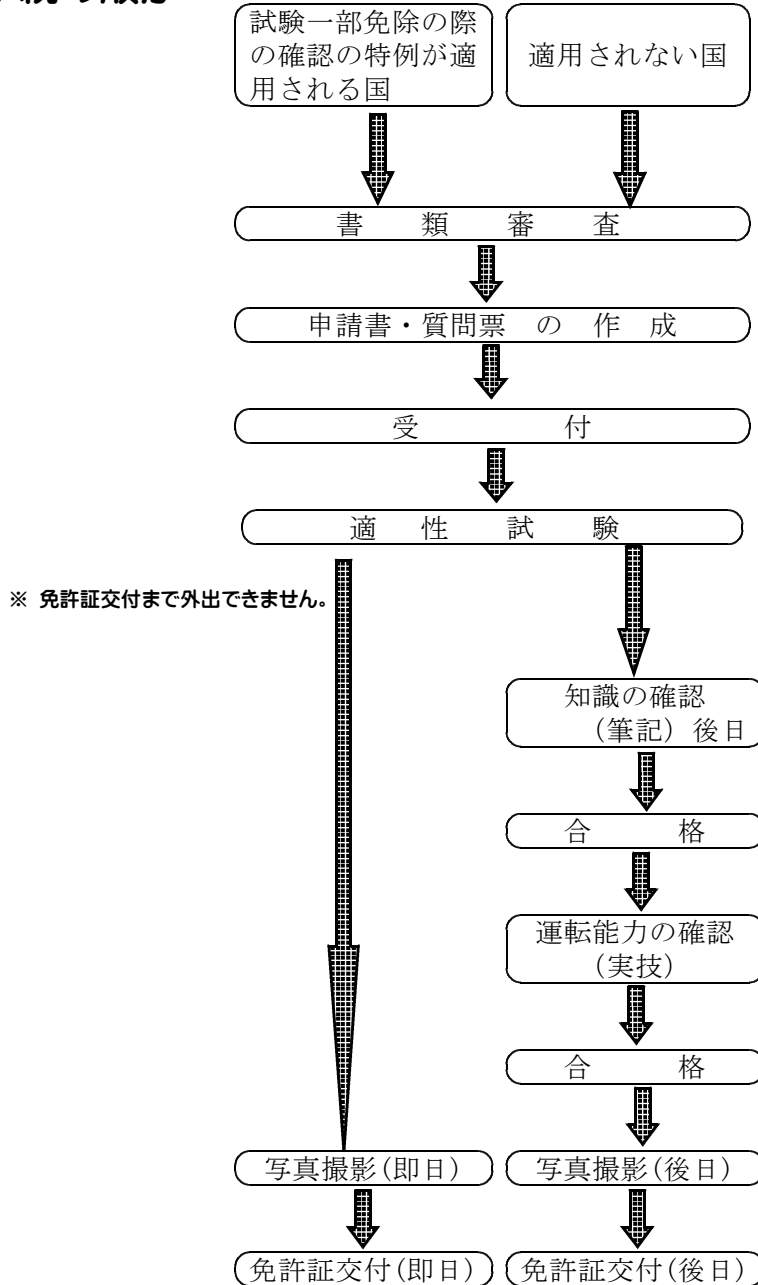 試験一部免除の際
の確認の特例が適
用される国
適用されない国
書類審査
申請書・質問票の作成
受付
適性試験
※ 免許証交付まで外出できません。
知識の確認
(筆記)後日
合格
運転能力の確認
(実技)
合格
写真撮影(即日)
写真撮影(後日)
免許証交付(即日)
免許証交付(後日)